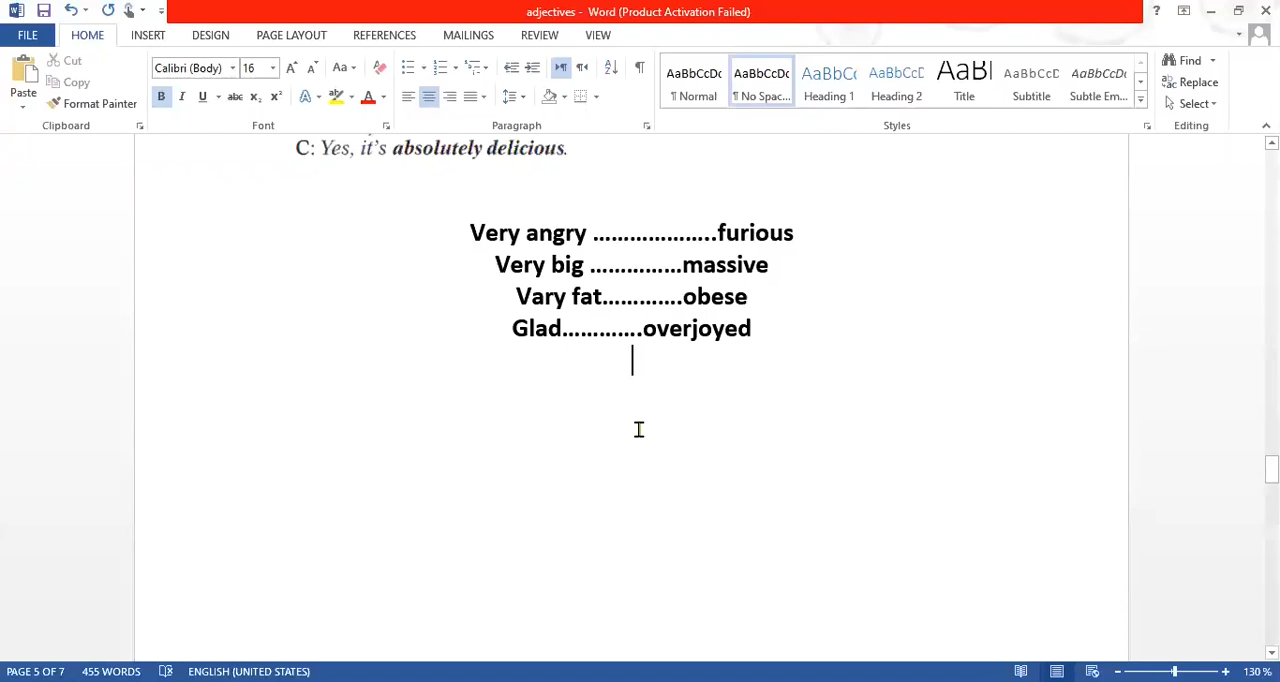 adjectives - Word (Product Activation Failed)
FILE HOME INSERT DESIGN PAGE LAYOUT REFERENCES MAILINGS REVIEW VIEW
Paste
Cut
Copy
Format Painter
Clipboard
Calibri (Body) 16
Font
Paragraph
AaBbCcDc AaBbCcDc AaBbCc AaBbCcC AaBl AaBbCcD AaBbCcDc
¶ Normal ¶ No Spac... Heading 1 Heading 2 Title Subtitle Subtle Em...
Styles
Find
Replace
Select
Editing
C: Yes, it's absolutely delicious.
Very angry ………………..furious
Very big ……………massive
Vary fat………….obese
Glad………….overjoyed
PAGE 5 OF 7 455 WORDS ENGLISH (UNITED STATES) 130 %